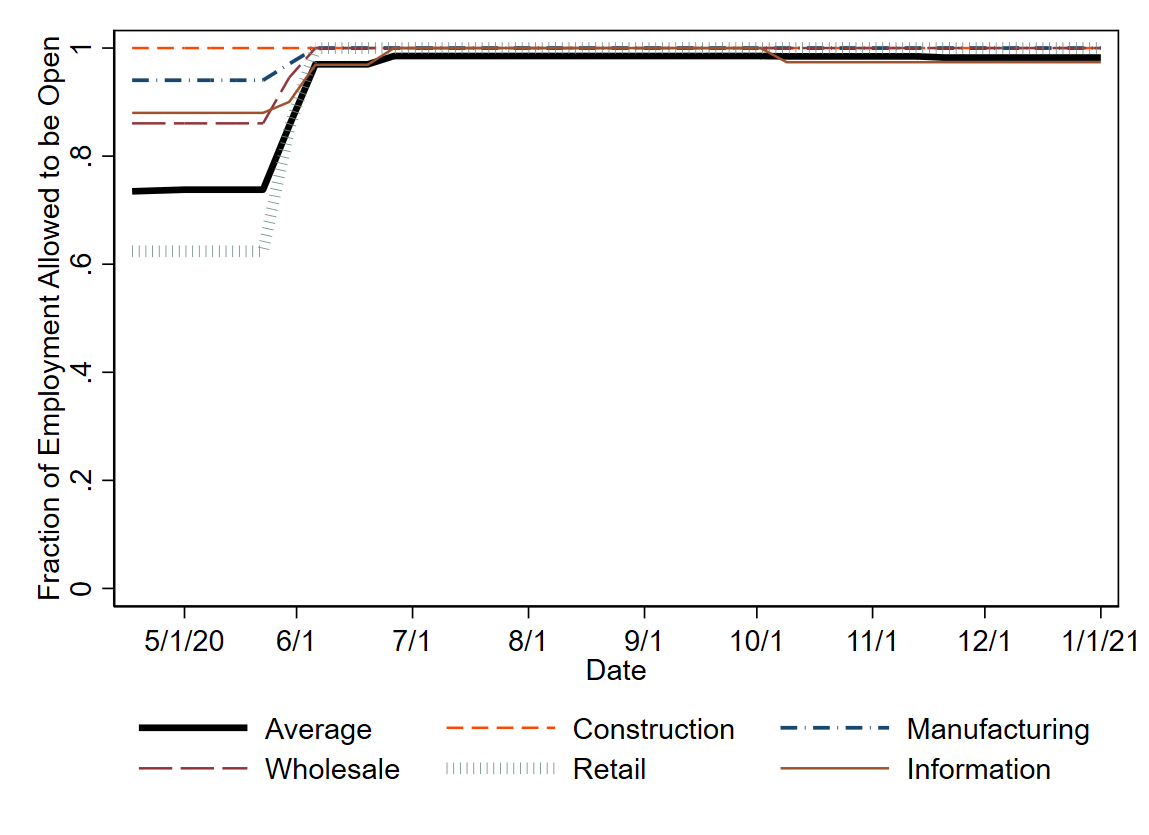 Fraction of Employment Allowed to be Open
1
.8
.6
.4
.2
0
5/1/20 6/1 7/1 8/1 9/1 10/1 11/1 12/1 1/1/21
Date
Average Construction Manufacturing
Wholesale Retail Information